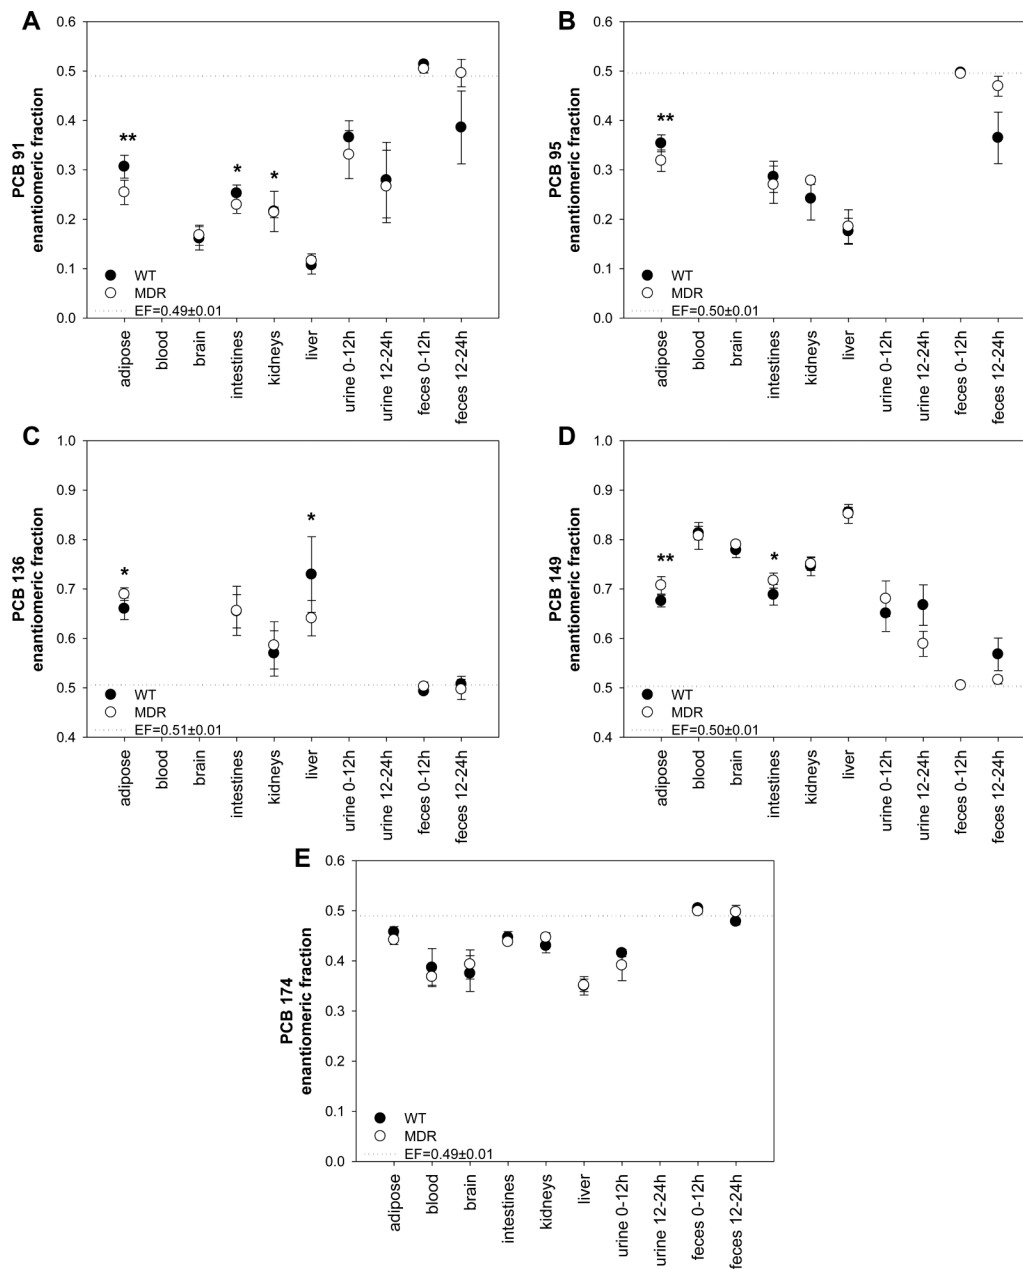 A
PCB 91
enantiomeric fraction
0.6
0.5
0.4
0.3
0.2
0.1
0.0
**
*
*
WT
MDR
EF=0.49±0.01
adipose
blood
brain
intestines
kidneys
liver
urine 0-12h
urine 12-24h
feces 0-12h
feces 12-24h
B
PCB 95
enantiomeric fraction
0.6
0.5
0.4
0.3
0.2
0.1
0.0
**
WT
MDR
EF=0.50±0.01
adipose
blood
brain
intestines
kidneys
liver
urine 0-12h
urine 12-24h
feces 0-12h
feces 12-24h
C
PCB 136
enantiomeric fraction
1.0
0.9
0.8
0.7
0.6
0.5
0.4
*
*
WT
MDR
EF=0.51±0.01
adipose
blood
brain
intestines
kidneys
liver
urine 0-12h
urine 12-24h
feces 0-12h
feces 12-24h
D
PCB 149
enantiomeric fraction
1.0
0.9
0.8
0.7
0.6
0.5
0.4
**
*
WT
MDR
EF=0.50±0.01
adipose
blood
brain
intestines
kidneys
liver
urine 0-12h
urine 12-24h
feces 0-12h
feces 12-24h
E
PCB 174
enantiomeric fraction
0.6
0.5
0.4
0.3
0.2
0.1
0.0
WT
MDR
EF=0.49±0.01
adipose
blood
brain
intestines
kidneys
liver
urine 0-12h
urine 12-24h
feces 0-12h
feces 12-24h